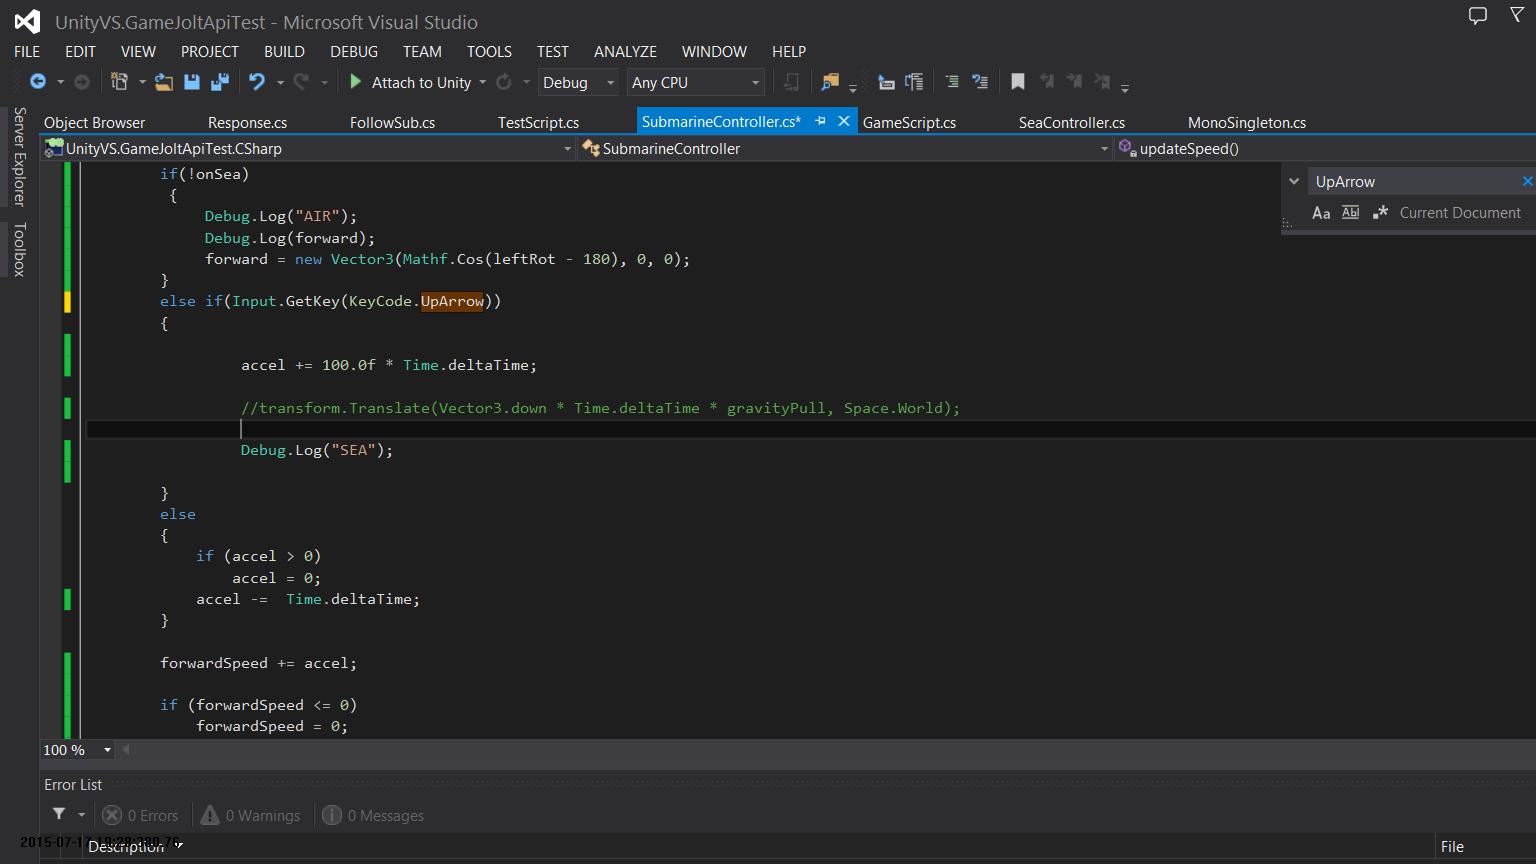 UnityVS.GameJoltApiTest - Microsoft Visual Studio
FILE EDIT VIEW PROJECT BUILD DEBUG TEAM TOOLS TEST ANALYZE WINDOW HELP
Attach to Unity Debug Any CPU
Server Explorer
Toolbox
Object Browser Response.cs FollowSub.cs TestScript.cs SubmarineController.cs* GameScript.cs SeaController.cs MonoSingleton.cs
UnityVS.GameJoltApiTest.CSharp SubmarineController updateSpeed()
UpArrow
Aa Abl Current Document
if(!onSea)
{
Debug.Log("AIR");
Debug.Log(forward);
forward = new Vector3(Mathf.Cos(leftRot - 180), 0, 0);
}
else if(Input.GetKey(KeyCode.UpArrow))
{
accel += 100.0f * Time.deltaTime;
//transform.Translate(Vector3.down * Time.deltaTime * gravityPull, Space.World);
Debug.Log("SEA");
}
else
{
if (accel > 0)
accel = 0;
accel -=  Time.deltaTime;
}
forwardSpeed += accel;
if (forwardSpeed <= 0)
forwardSpeed = 0;
100 %
Error List
0 Errors 0 Warnings 0 Messages
Description File